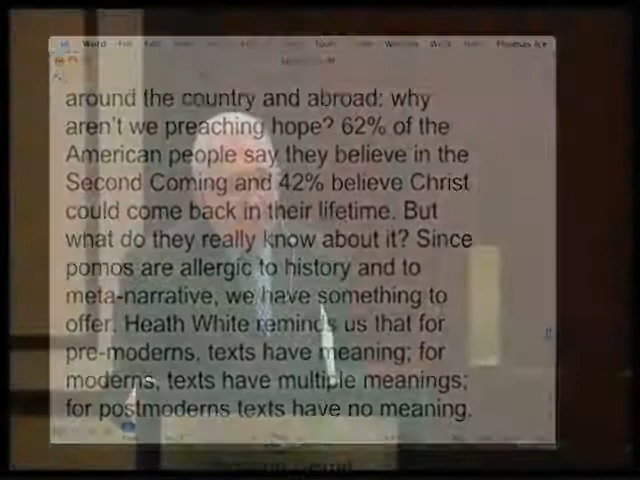 Word
Thomas Ice
around the country and abroad: why
aren't we preaching hope? 62% of the
American people say they believe in the
Second Coming and 42% believe Christ
could come back in their lifetime. But
what do they really know about it? Since
pomos are allergic to history and to
meta-narrative, we have something to
offer. Heath White reminds us that for
pre-moderns, texts have meaning; for
moderns, texts have multiple meanings;
for postmoderns texts have no meaning.